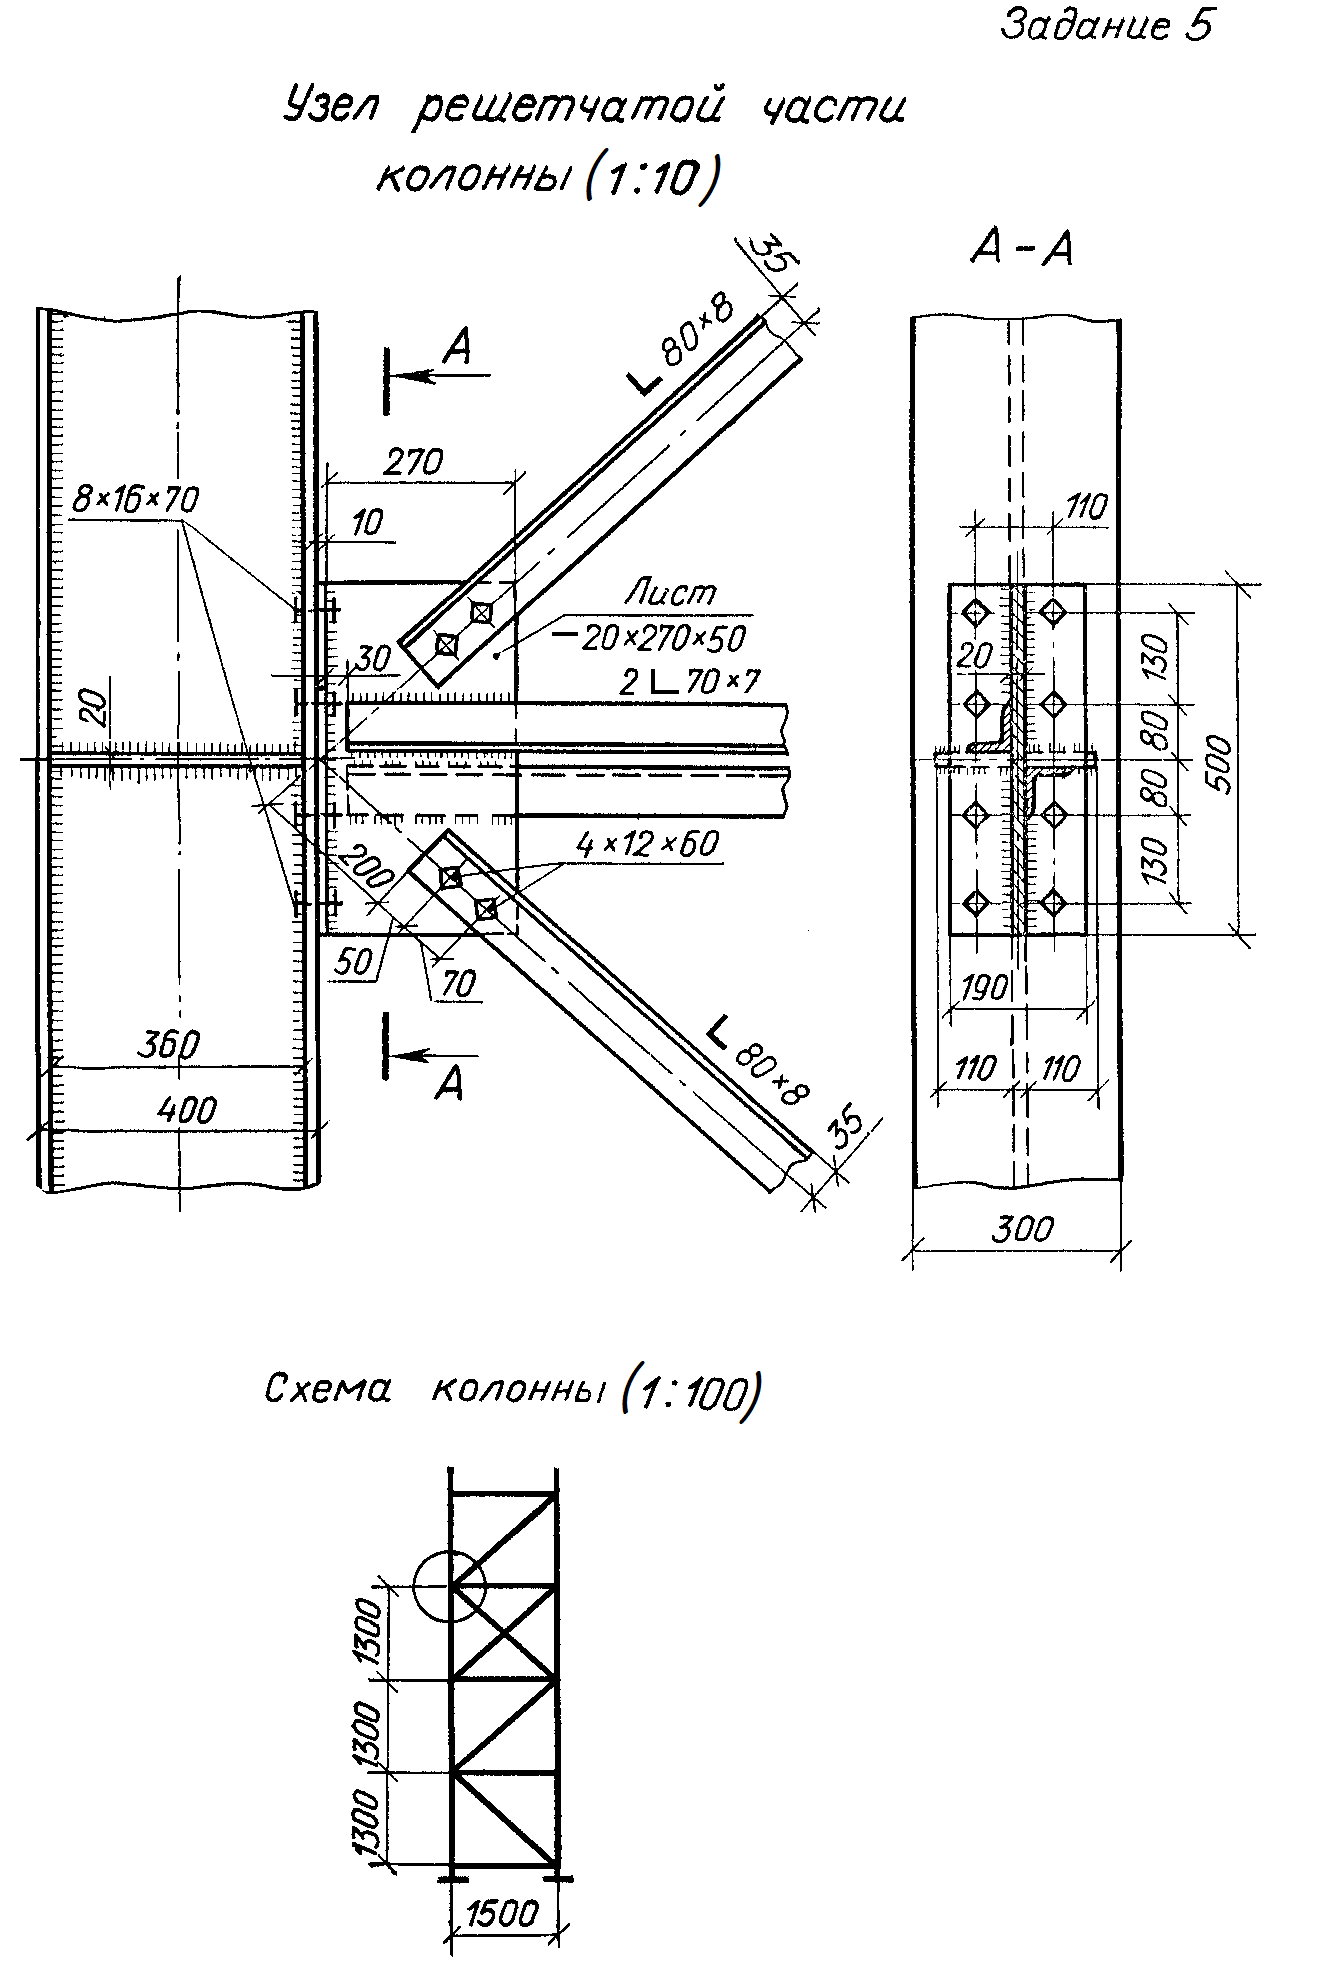 Задание 5
Узел решетчатой части
колонны (1:10)
А-А
35
L 80×8
А
270
8×16×70
10
110
Лист
-20×270×50
30
2 L 70×7
20
20
130
80
500
80
130
4×12×60
200
50
70
190
360
А
L 80×8
110
110
400
35
300
Схема колонны (1:100)
1300
1300
1300
1500